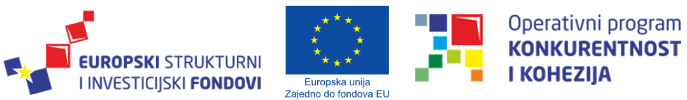 EUROPSKI STRUKTURNI
I INVESTICIJSKI FONDOVI
Europska unija
Zajedno do fondova EU
Operativni program
KONKURENTNOST
I KOHEZIJA